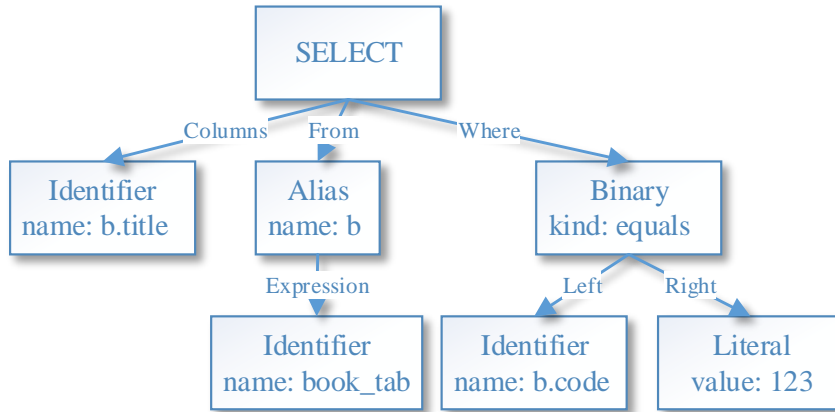 SELECT
Columns
From
Where
Identifier
name: b.title
Alias
name: b
Binary
kind: equals
Expression
Left
Right
Identifier
name: book_tab
Identifier
name: b.code
Literal
value: 123